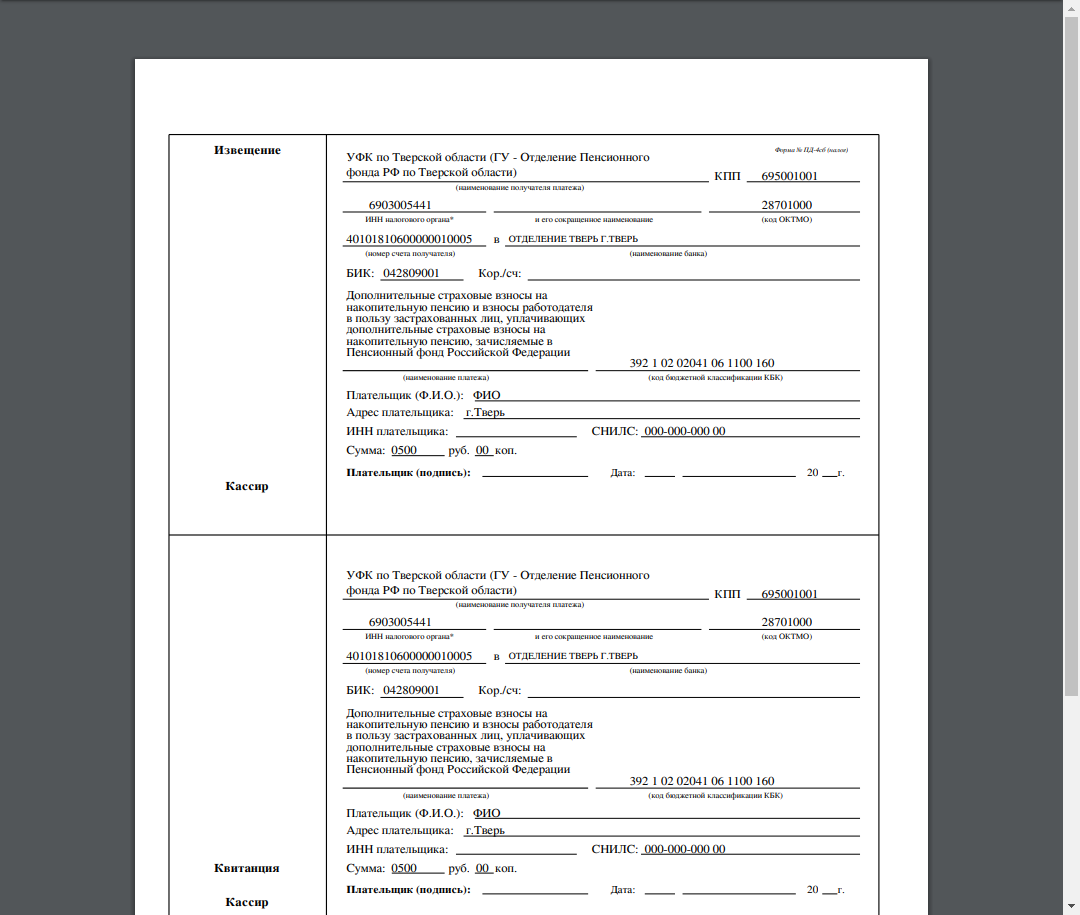 Извещение
Форма № ПД-4сб (налог)
УФК по Тверской области (ГУ - Отделение Пенсионного
фонда РФ по Тверской области) КПП 695001001
(наименование получателя платежа)
6903005441 28701000
ИНН налогового органа* и его сокращенное наименование (код ОКТМО)
40101810600000010005 в ОТДЕЛЕНИЕ ТВЕРЬ Г.ТВЕРЬ
(номер счета получателя) (наименование банка)
БИК: 042809001 Кор./сч:
Дополнительные страховые взносы на
накопительную пенсию и взносы работодателя
в пользу застрахованных лиц, уплачивающих
дополнительные страховые взносы на
накопительную пенсию, зачисляемые в
Пенсионный фонд Российской Федерации
392 1 02 02041 06 1100 160
(наименование платежа) (код бюджетной классификации КБК)
Плательщик (Ф.И.О.): ФИО
Адрес плательщика: г.Тверь
ИНН плательщика: СНИЛС: 000-000-000 00
Сумма: 0500 руб. 00 коп.
Плательщик (подпись): Дата: 20 г.
Кассир
УФК по Тверской области (ГУ - Отделение Пенсионного
фонда РФ по Тверской области) КПП 695001001
(наименование получателя платежа)
6903005441 28701000
ИНН налогового органа* и его сокращенное наименование (код ОКТМО)
40101810600000010005 в ОТДЕЛЕНИЕ ТВЕРЬ Г.ТВЕРЬ
(номер счета получателя) (наименование банка)
БИК: 042809001 Кор./сч:
Дополнительные страховые взносы на
накопительную пенсию и взносы работодателя
в пользу застрахованных лиц, уплачивающих
дополнительные страховые взносы на
накопительную пенсию, зачисляемые в
Пенсионный фонд Российской Федерации
392 1 02 02041 06 1100 160
(наименование платежа) (код бюджетной классификации КБК)
Плательщик (Ф.И.О.): ФИО
Адрес плательщика: г.Тверь
ИНН плательщика: СНИЛС: 000-000-000 00
Квитанция Сумма: 0500 руб. 00 коп.
Плательщик (подпись): Дата: 20 г.
Кассир